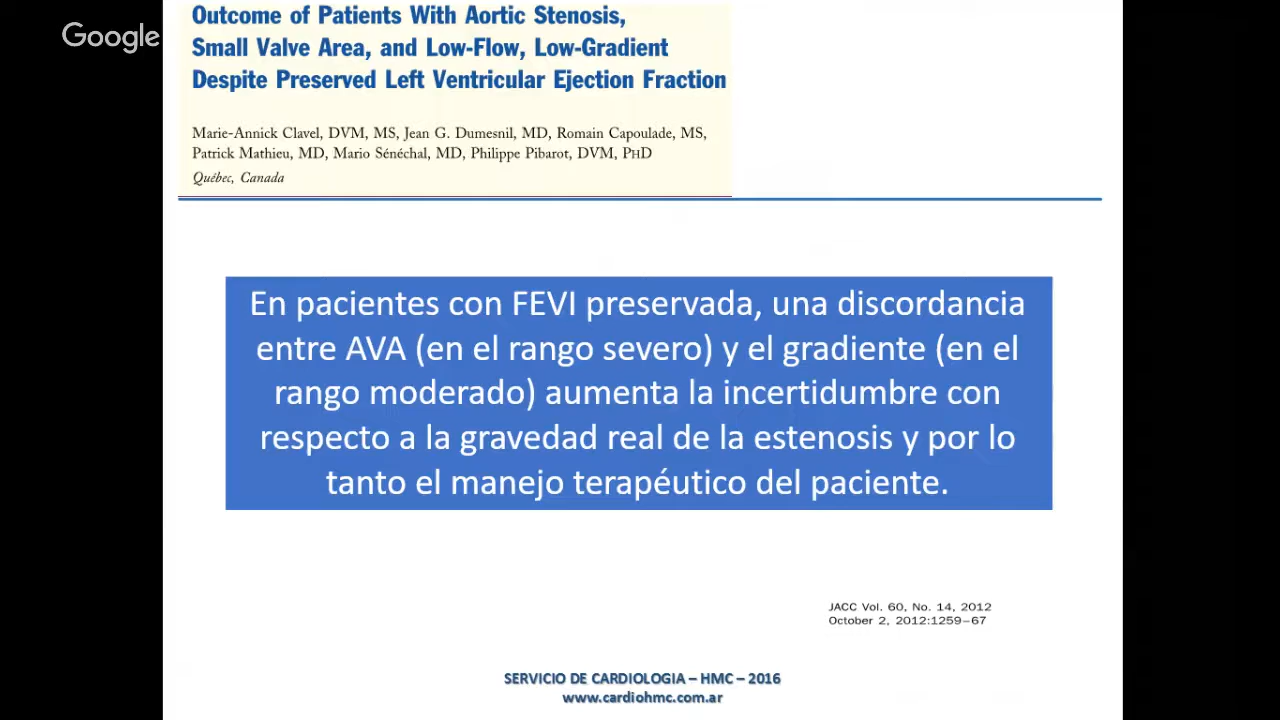 Google
Outcome of Patients With Aortic Stenosis,
Small Valve Area, and Low-Flow, Low-Gradient
Despite Preserved Left Ventricular Ejection Fraction
Marie-Annick Clavel, DVM, MS, Jean G. Dumesnil, MD, Romain Capoulade, MS,
Patrick Mathieu, MD, Mario Sénéchal, MD, Philippe Pibarot, DVM, PHD
Québec, Canada
En pacientes con FEVI preservada, una discordancia
entre AVA (en el rango severo) y el gradiente (en el
rango moderado) aumenta la incertidumbre con
respecto a la gravedad real de la estenosis y por lo
tanto el manejo terapéutico del paciente.
JACC Vol. 60, No. 14, 2012
October 2, 2012:1259–67
SERVICIO DE CARDIOLOGIA – HMC – 2016
www.cardiohmc.com.ar